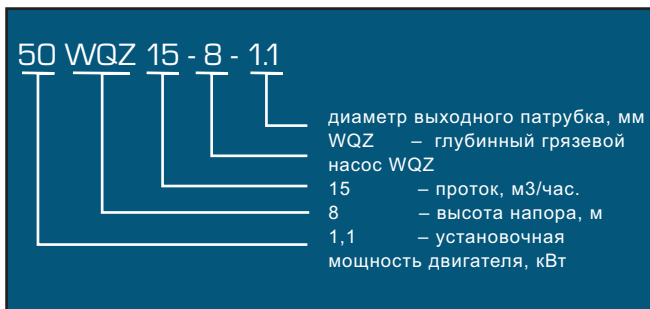 50 WQZ 15 - 8 - 1.1
диаметр выходного патрубка, мм
WQZ – глубинный грязевой
насос WQZ
15 – проток, м3/час.
8 – высота напора, м
1,1 – установочная
мощность двигателя, кВт